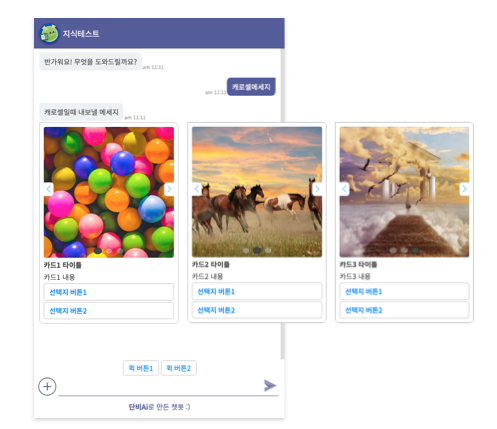 지식테스트
반가워요! 무엇을 도와드릴까요?
am 11:11
am 11:11
캐로셀메세지
캐로셀일때 내보낼 메세지
am 11:11
카드1 타이틀
카드1 내용
선택지 버튼1
선택지 버튼2
카드2 타이틀
카드2 내용
선택지 버튼1
선택지 버튼2
카드3 타이틀
카드3 내용
선택지 버튼1
선택지 버튼2
퀵 버튼1
퀵 버튼2
단비Ai로 만든 챗봇 :)